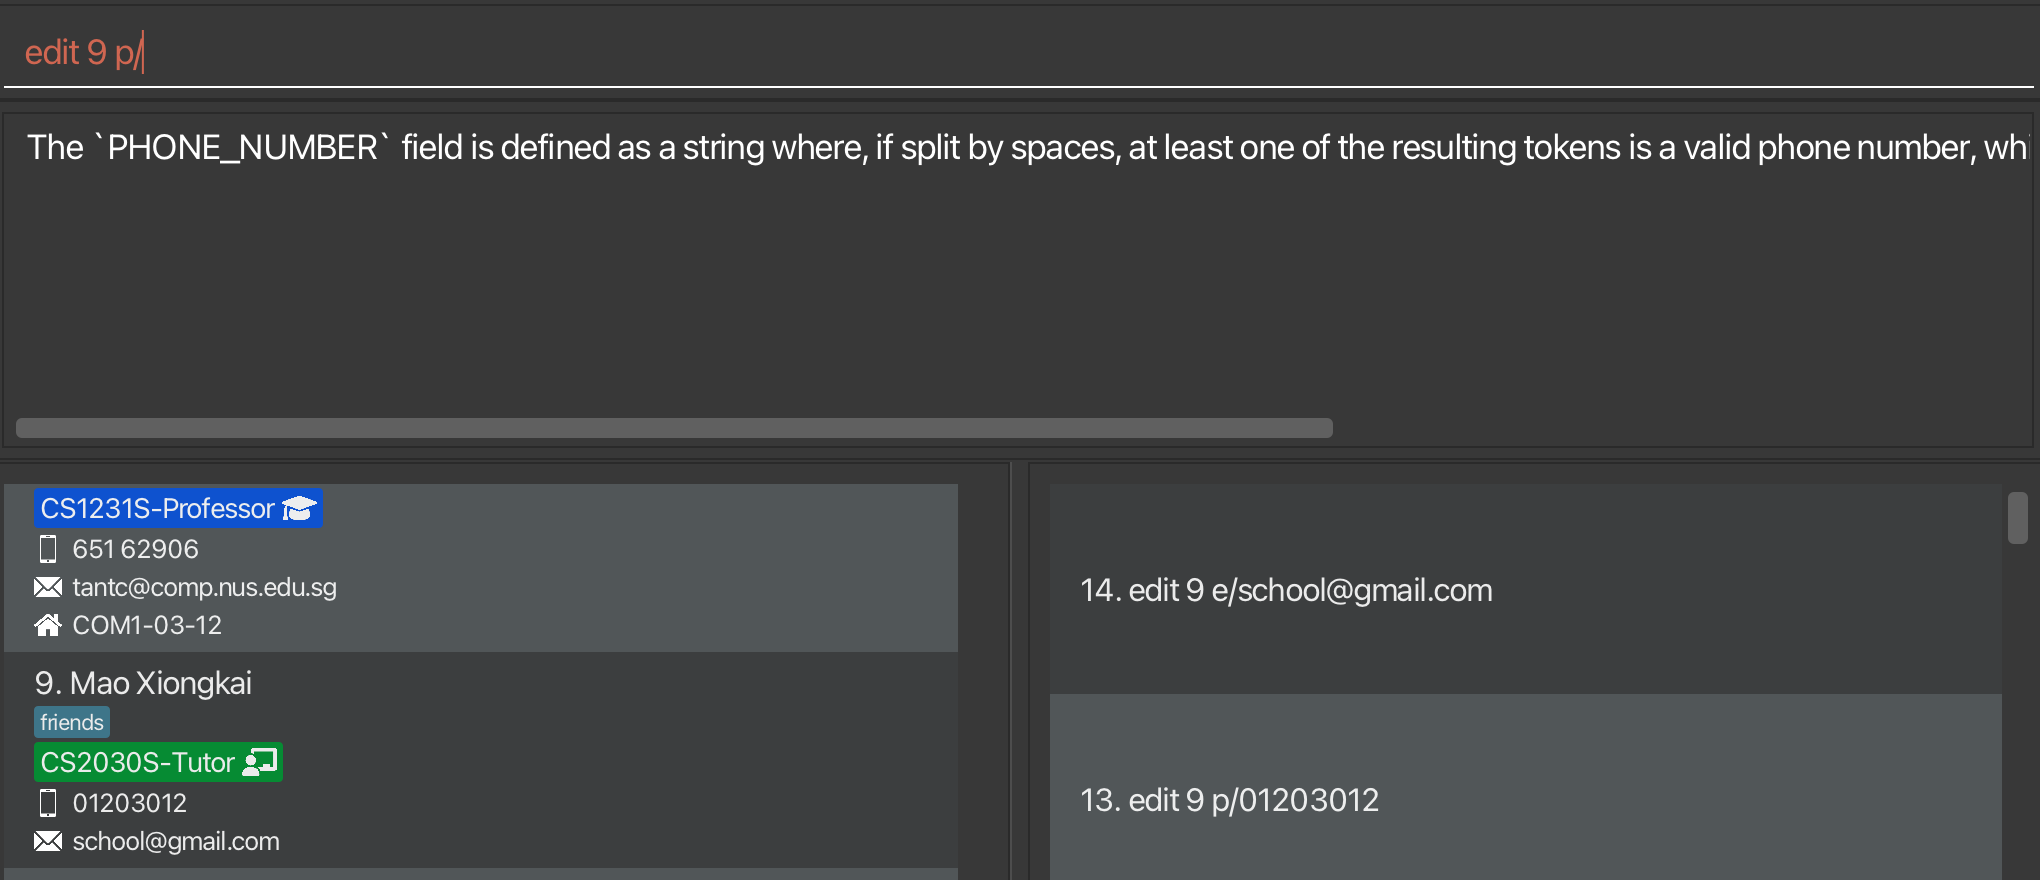 edit 9 p/
The `PHONE_NUMBER` field is defined as a string where, if split by spaces, at least one of the resulting tokens is a valid phone number,
CS1231S-Professor
651 62906
tantc@comp.nus.edu.sg
COM1-03-12
9. Mao Xiongkai
friends
CS2030S-Tutor
01203012
school@gmail.com
14. edit 9 e/school@gmail.com
13. edit 9 p/01203012